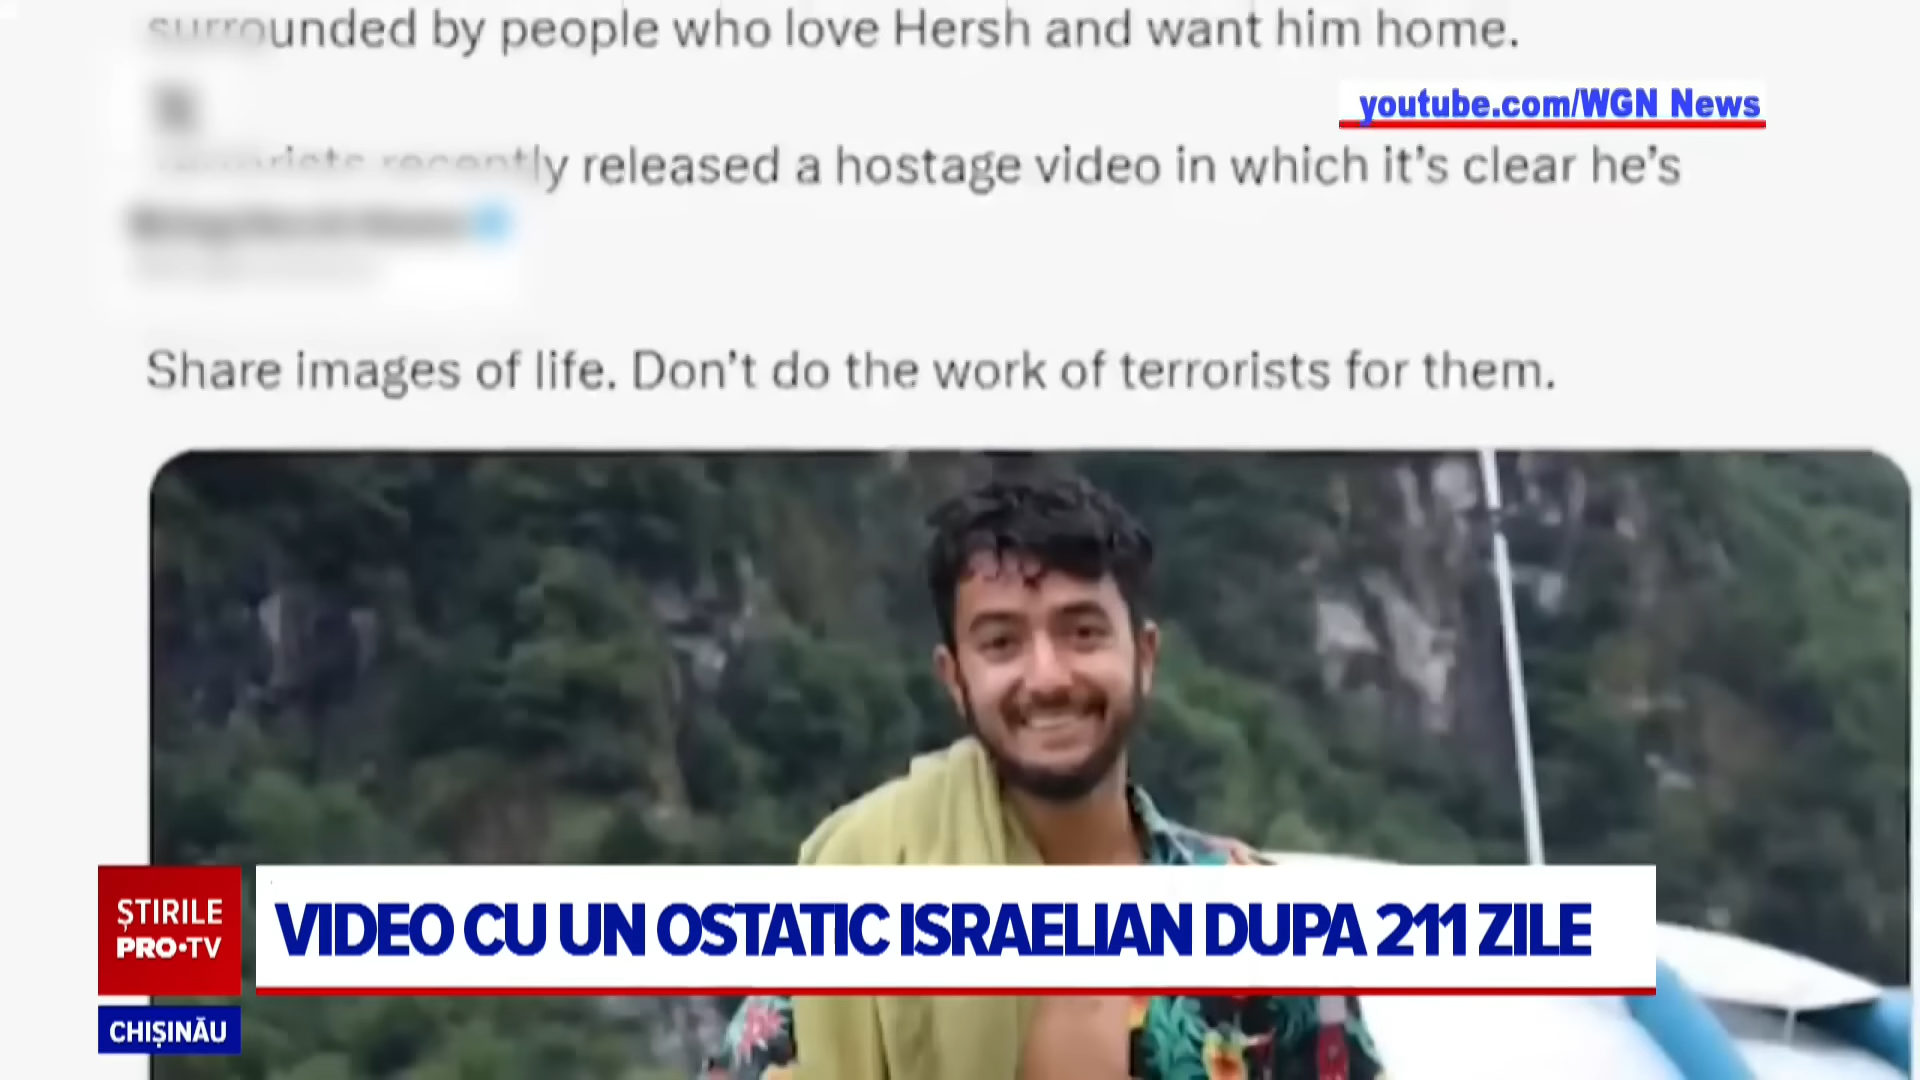 surrounded by people who love Hersh and want him home.
youtube.com/WGN News
recently released a hostage video in which it's clear he's
Share images of life. Don't do the work of terrorists for them.
ȘTIRILE
PRO•TV
VIDEO CU UN OSTATIC ISRAELIAN DUPA 211 ZILE
CHIȘINĂU